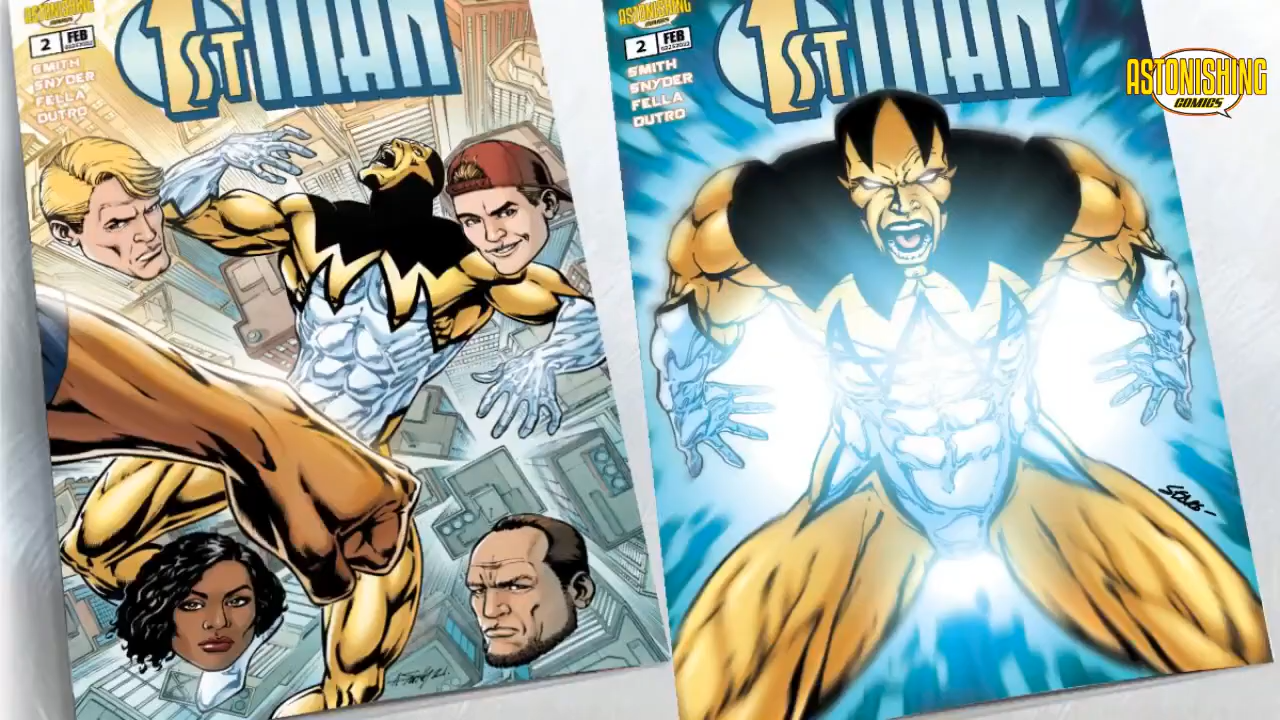 ASTONISHING
COMICS
2 FEB
1ST MAN
SMITH
SNYDER
FELLA
DUTRO
ASTONISHING
COMICS
2 FEB
02252022
1ST MAN
SMITH
SNYDER
FELLA
DUTRO
ASTONISHING
COMICS